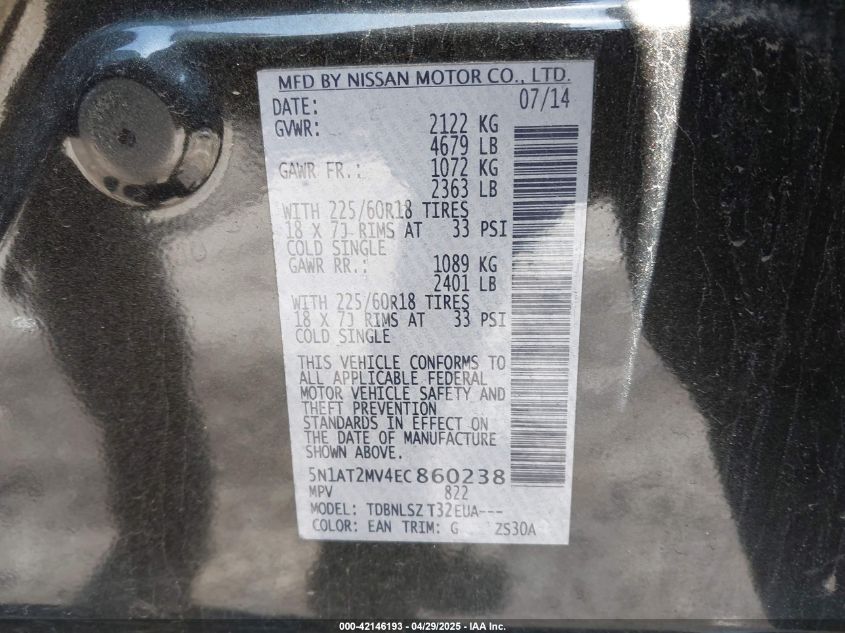 MFD BY NISSAN MOTOR CO., LTD.
DATE: 07/14
GVWR: 2122 KG
4679 LB
GAWR FR.: 1072 KG
2363 LB
WITH 225/60R18 TIRES
18 X 7J RIMS AT 33 PSI
COLD SINGLE
GAWR RR.: 1089 KG
2401 LB
WITH 225/60R18 TIRES
18 X 7J RIMS AT 33 PSI
COLD SINGLE
THIS VEHICLE CONFORMS TO
ALL APPLICABLE FEDERAL
MOTOR VEHICLE SAFETY AND
THEFT PREVENTION
STANDARDS IN EFFECT ON
THE DATE OF MANUFACTURE
SHOWN ABOVE.
5N1AT2MV4EC860238
MPV 822
MODEL: TDBNLSZ T32EUA---
COLOR: EAN TRIM: G ZS30A
000-42146193 - 04/29/2025 - IAA Inc.